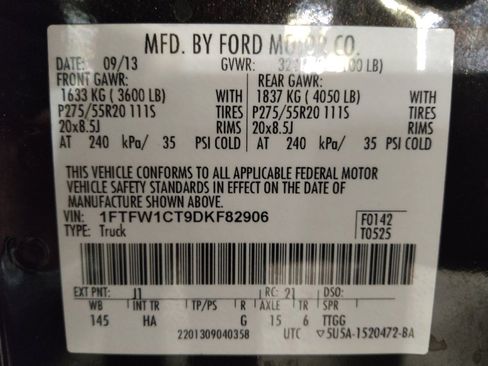 MFD. BY FORD MOTOR CO.
DATE: 09/13 GVWR: LB)
FRONT GAWR: REAR GAWR:
1633 KG ( 3600 LB) WITH 1837 KG ( 4050 LB) WITH
P275/55R20 111S TIRES P275/55R20 111S TIRES
20x8.5J RIMS 20x8.5J RIMS
AT 240 kPa/ 35 PSI COLD AT 240 kPa/ 35 PSI COLD
THIS VEHICLE CONFORMS TO ALL APPLICABLE FEDERAL MOTOR
VEHICLE SAFETY STANDARDS IN EFFECT ON THE DATE OF
MANUFACTURE SHOWN ABOVE.
VIN: 1FTFW1CT9DKF82906 F0142
TYPE: Truck T0525
EXT PNT: J1 RC: 21 DSO:
WB INT TR TP/PS R AXLE TR SPR
145 HA G 15 6 TTGG
2201309040358 UTC ▽5U5A-1520472-BA